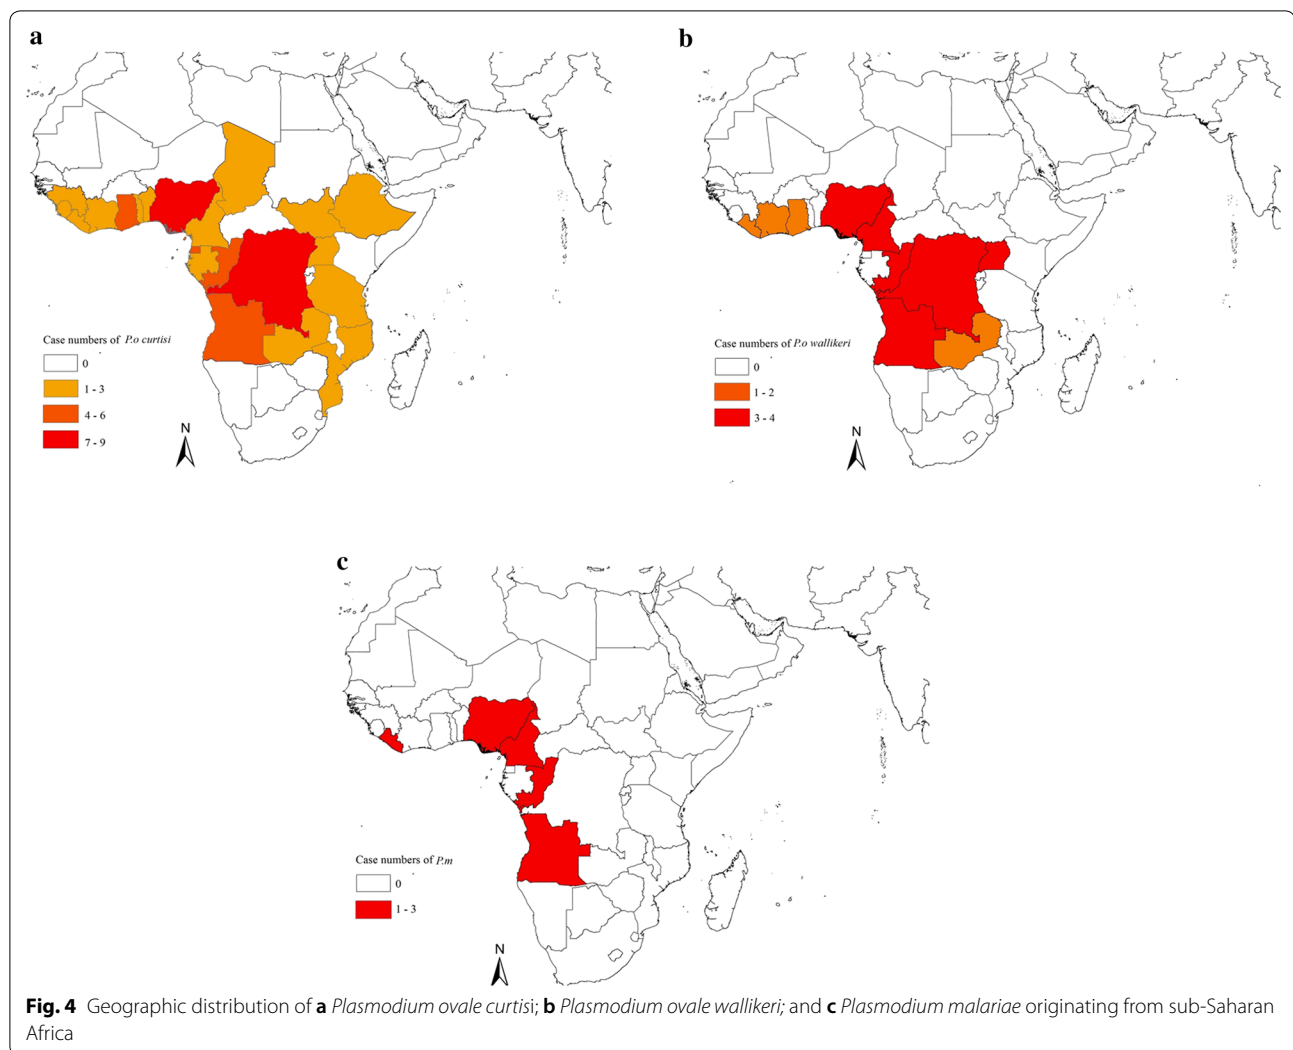 a
b
Case numbers of P.o curtisi
0
1 - 3
4 - 6
7 - 9
N
Case numbers of P.o wallikeri
0
1 - 2
3 - 4
N
c
Case numbers of P.m
0
1 - 3
N
Fig. 4 Geographic distribution of a Plasmodium ovale curtisi; b Plasmodium ovale wallikeri; and c Plasmodium malariae originating from sub-Saharan
Africa